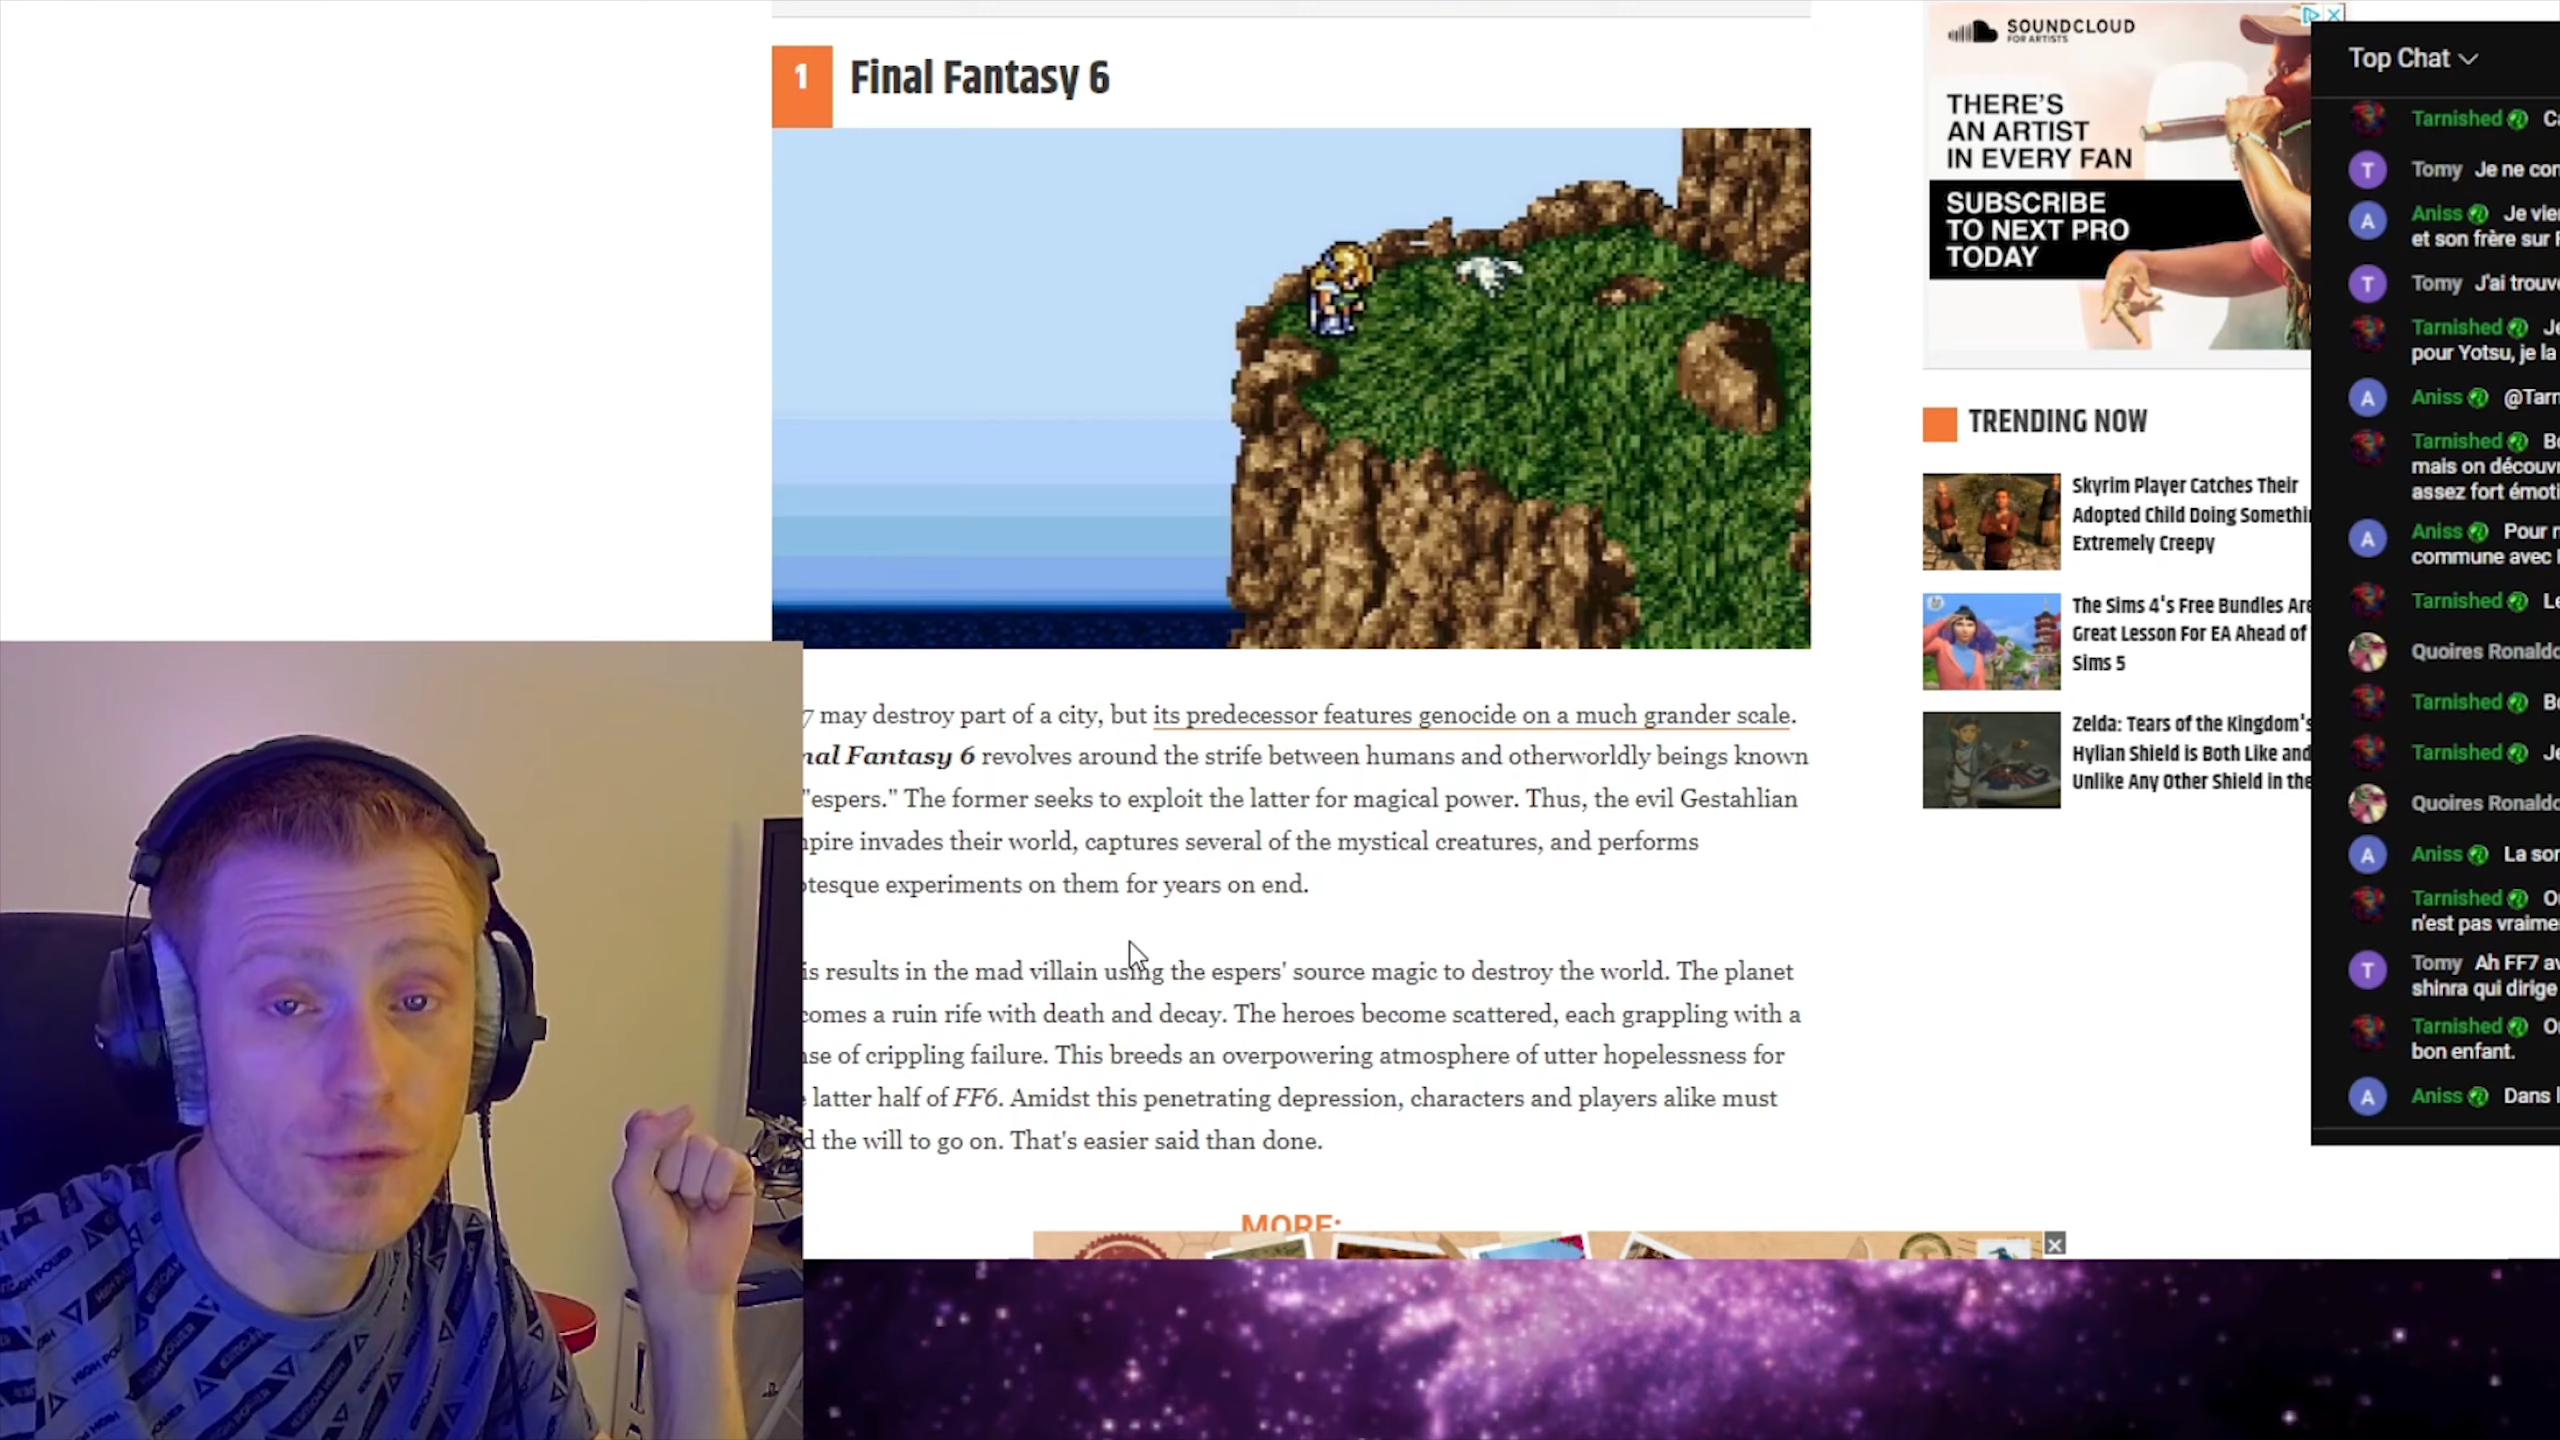 1 Final Fantasy 6
7 may destroy part of a city, but its predecessor features genocide on a much grander scale.
nal Fantasy 6 revolves around the strife between humans and otherworldly beings known
"espers." The former seeks to exploit the latter for magical power. Thus, the evil Gestahlian
mpire invades their world, captures several of the mystical creatures, and performs
otesque experiments on them for years on end.
is results in the mad villain using the espers' source magic to destroy the world. The planet
comes a ruin rife with death and decay. The heroes become scattered, each grappling with a
nse of crippling failure. This breeds an overpowering atmosphere of utter hopelessness for
latter half of FF6. Amidst this penetrating depression, characters and players alike must
d the will to go on. That's easier said than done.
MORE:
SOUNDCLOUD
FOR ARTISTS
THERE'S
AN ARTIST
IN EVERY FAN
SUBSCRIBE
TO NEXT PRO
TODAY
TRENDING NOW
Skyrim Player Catches Their
Adopted Child Doing Somethi
Extremely Creepy
The Sims 4's Free Bundles Are
Great Lesson For EA Ahead of
Sims 5
Zelda: Tears of the Kingdom's
Hylian Shield is Both Like and
Unlike Any Other Shield in the
Top Chat
Tarnished Ca
T Tomy Je ne con
A Aniss Je vie
et son frère sur F
T Tomy J'ai trouv
Tarnished Je
pour Yotsu, je la
A Aniss @Tarn
Tarnished Bo
mais on découv
assez fort émoti
A Aniss Pour
commune avec
Tarnished Le
Quoires Ronaldo
Tarnished Bo
Tarnished Je
Quoires Ronaldo
A Aniss La so
Tarnished O
n'est pas vraime
T Tomy Ah FF7 av
shinra qui dirige
Tarnished O
bon enfant.
A Aniss Dans
HIGH POWER